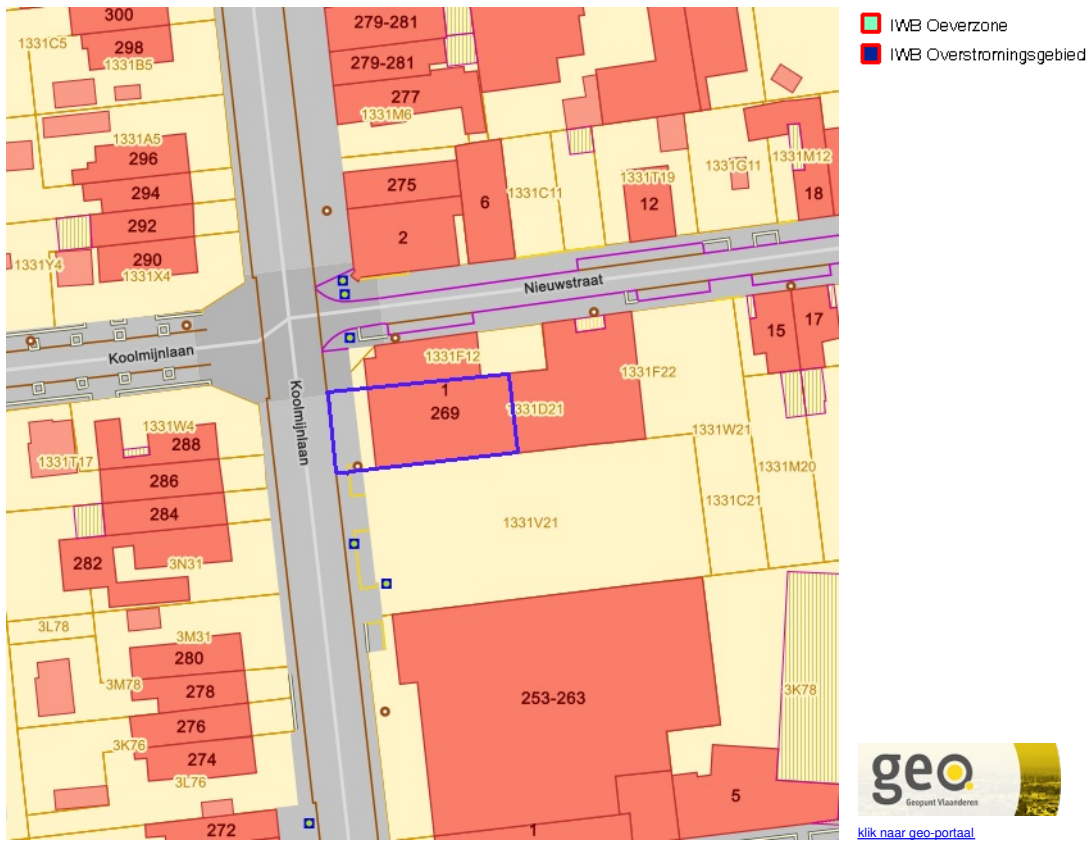 300
279-281
IWB Oeverzone
1331C5
298
1331B5
279-281
IWB Overstromingsgebied
277
1331M6
1331A5
296
275
1331M12
1331G11
294
1331T19
1331C11
6
12
18
292
2
290
1331Y4
1331X4
Nieuwstraat
15
17
Koolmijnlaan
1331F12
1331F22
Koolmijnlaan
1
269
1331D21
1331W4
288
1331W21
1331T17
1331M20
286
1331C21
284
1331V21
282
3N31
3L78
3M31
280
3M78
278
3K78
253-263
276
3K76
274
3L76
5
272
1
geo.
Geopunt Vlaanderen
klik naar geo-portaal